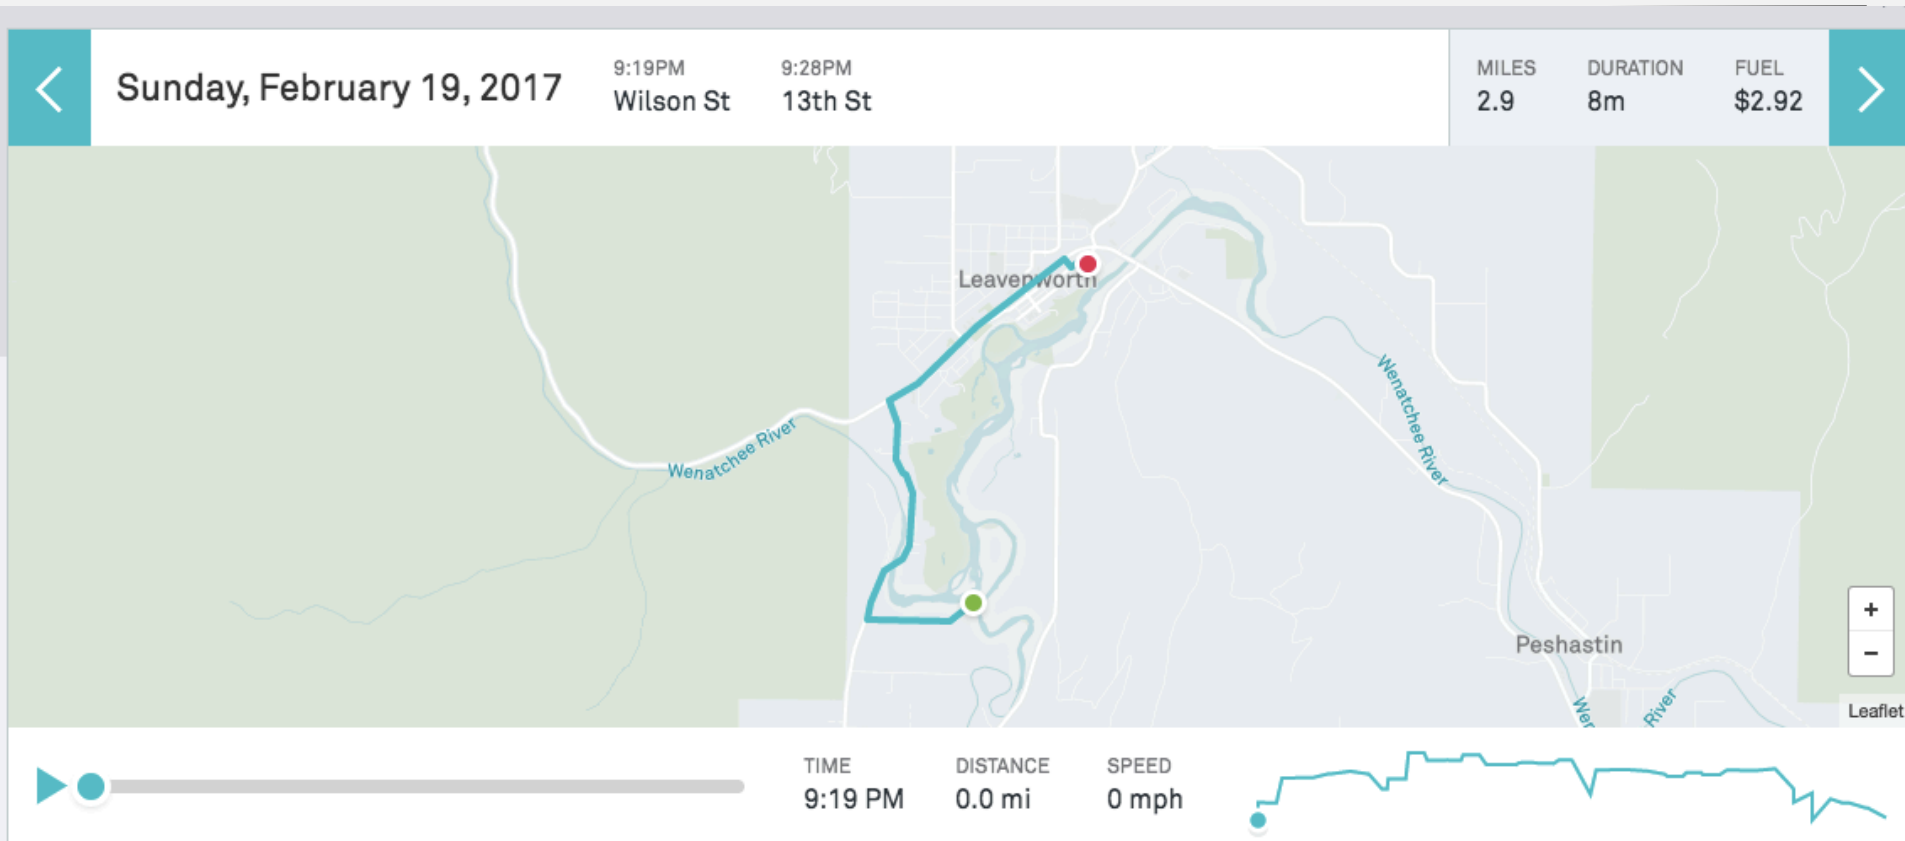 Sunday, February 19, 2017
9:19PM
Wilson St
9:28PM
13th St
MILES
2.9
DURATION
8m
FUEL
$2.92
Leavenworth
Wenatchee River
Wenatchee River
Peshastin
Wen
River
+
−
Leaflet
TIME
9:19 PM
DISTANCE
0.0 mi
SPEED
0 mph